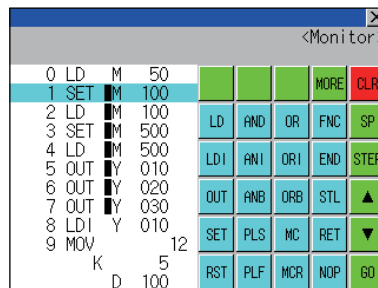 <Monitor
0 LD M 50
1 SET M 100
2 LD M 100
3 SET M 500
4 LD M 500
5 OUT Y 010
6 OUT Y 020
7 OUT Y 030
8 LDI Y 010
9 MOV 12
K 5
D 100
MORE CLR
LD AND OR FNC SP
LDI ANI ORI END STEP
OUT ANB ORB STL ▲
SET PLS MC RET ▼
RST PLF MCR NOP GO